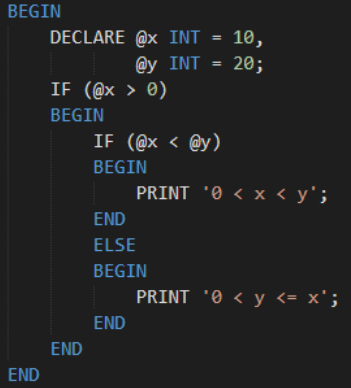 BEGIN
    DECLARE @x INT = 10,
            @y INT = 20;
    IF (@x > 0)
    BEGIN
        IF (@x < @y)
        BEGIN
            PRINT '0 < x < y';
        END
        ELSE
        BEGIN
            PRINT '0 < y <= x';
        END
    END
END